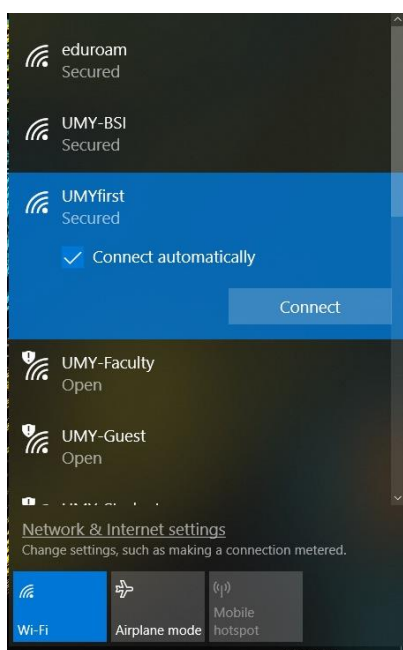 eduroam
Secured
UMY-BSI
Secured
UMYfirst
Secured
Connect automatically
Connect
UMY-Faculty
Open
UMY-Guest
Open
Network & Internet settings
Change settings, such as making a connection metered.
Wi-Fi
Airplane mode
Mobile
hotspot